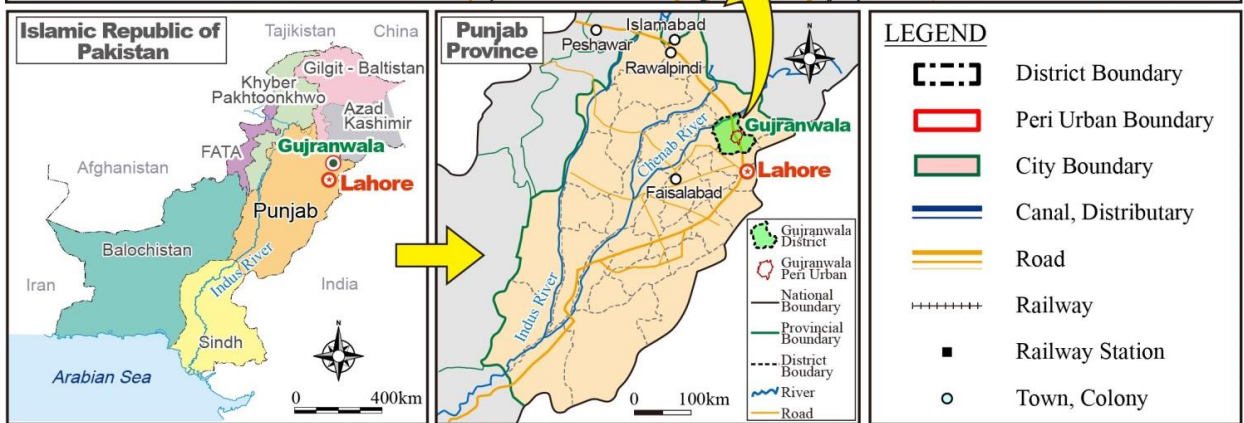 Islamic Republic of
Pakistan
Tajikistan
China
Gilgit - Baltistan
Khyber
Pakhtoonkhwo
Azad
Kashimir
FATA
Gujranwala
Afghanistan
Lahore
Punjab
Balochistan
Indus River
Iran
India
Sindh
N
Arabian Sea
0
400km
Punjab
Province
Islamabad
Peshawar
Rawalpindi
N
Gujranwala
Chenab River
Lahore
Faisalabad
Indus River
Gujranwala
District
Gujranwala
Peri Urban
National
Boundary
Provincial
Boundary
District
Boudary
River
Road
0
100km
LEGEND
District Boundary
Peri Urban Boundary
City Boundary
Canal, Distributary
Road
Railway
Railway Station
Town, Colony